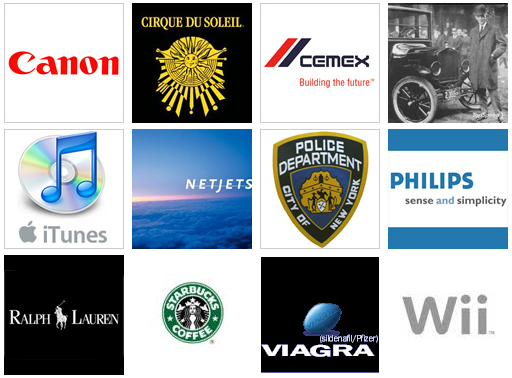 Canon
CIRQUE DU SOLEIL.
CEMEX
Building the future™
iTunes
NETJETS
POLICE
DEPARTMENT
CITY OF
NEW YORK
PHILIPS
sense and simplicity
RALPH LAUREN
STARBUCKS
COFFEE
®
(sildenafil/Pfizer)
VIAGRA
Wii™